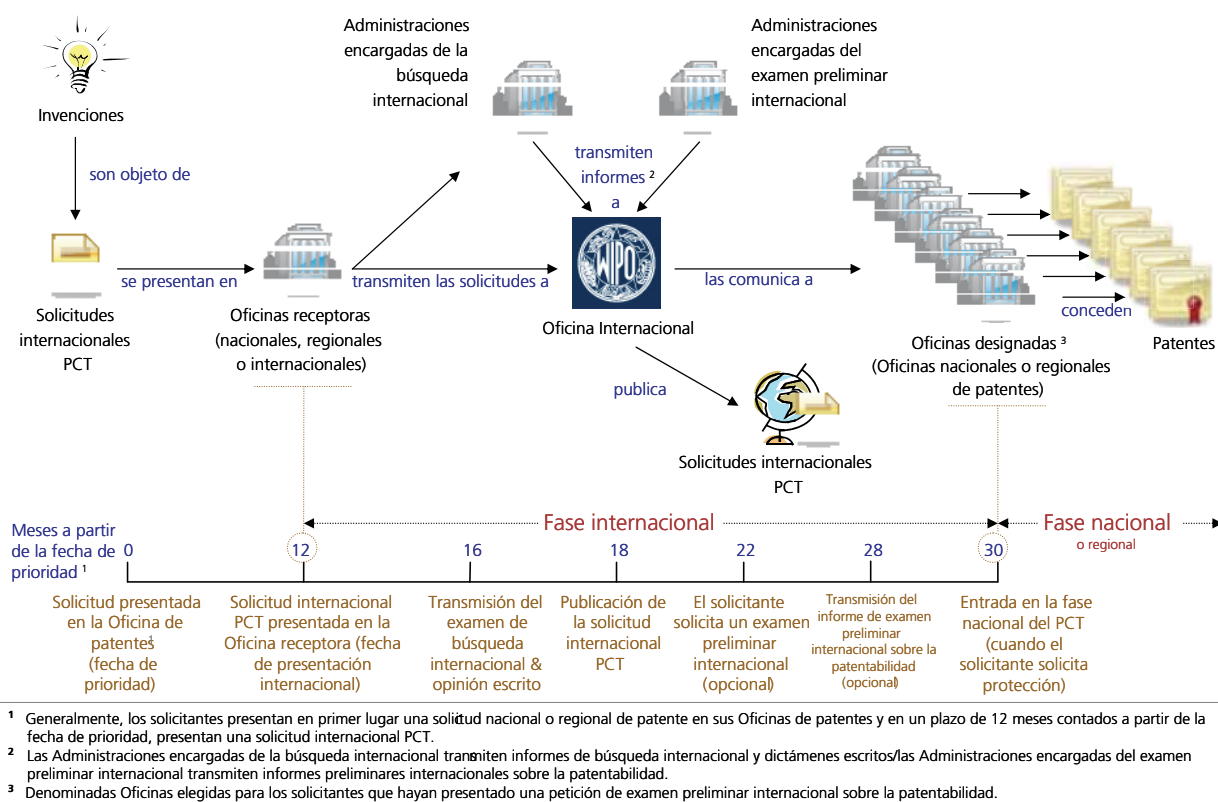 Administraciones
encargadas de la
búsqueda
internacional
Administraciones
encargadas del
examen preliminar
internacional
Invenciones
son objeto de
transmiten
informes ²
a
WIPO
se presentan en
transmiten las solicitudes a
las comunica a
conceden
Solicitudes
internacionales
PCT
Oficinas receptoras
(nacionales, regionales
o internacionales)
Oficina Internacional
Oficinas designadas ³
(Oficinas nacionales o regionales
de patentes)
Patentes
publica
Solicitudes internacionales
PCT
Fase internacional
Fase nacional
o regional
Meses a partir
de la fecha de
prioridad ¹
0 12 16 18 22 28 30
Solicitud presentada
en la Oficina de
patentes¹
(fecha de
prioridad)
Solicitud internacional
PCT presentada en la
Oficina receptora (fecha
de presentación
internacional)
Transmisión del
examen de
búsqueda
internacional &
opinión escrito
Publicación de
la solicitud
internacional
PCT
El solicitante
solicita un examen
preliminar
internacional
(opcional)
Transmisión del
informe de examen
preliminar
internacional sobre la
patentabilidad
(opcional)
Entrada en la fase
nacional del PCT
(cuando el
solicitante solicita
protección)
¹ Generalmente, los solicitantes presentan en primer lugar una solicitud nacional o regional de patente en sus Oficinas de patentes y en un plazo de 12 meses contados a partir de la
fecha de prioridad, presentan una solicitud internacional PCT.
² Las Administraciones encargadas de la búsqueda internacional transmiten informes de búsqueda internacional y dictámenes escritos/las Administraciones encargadas del examen
preliminar internacional transmiten informes preliminares internacionales sobre la patentabilidad.
³ Denominadas Oficinas elegidas para los solicitantes que hayan presentado una petición de examen preliminar internacional sobre la patentabilidad.